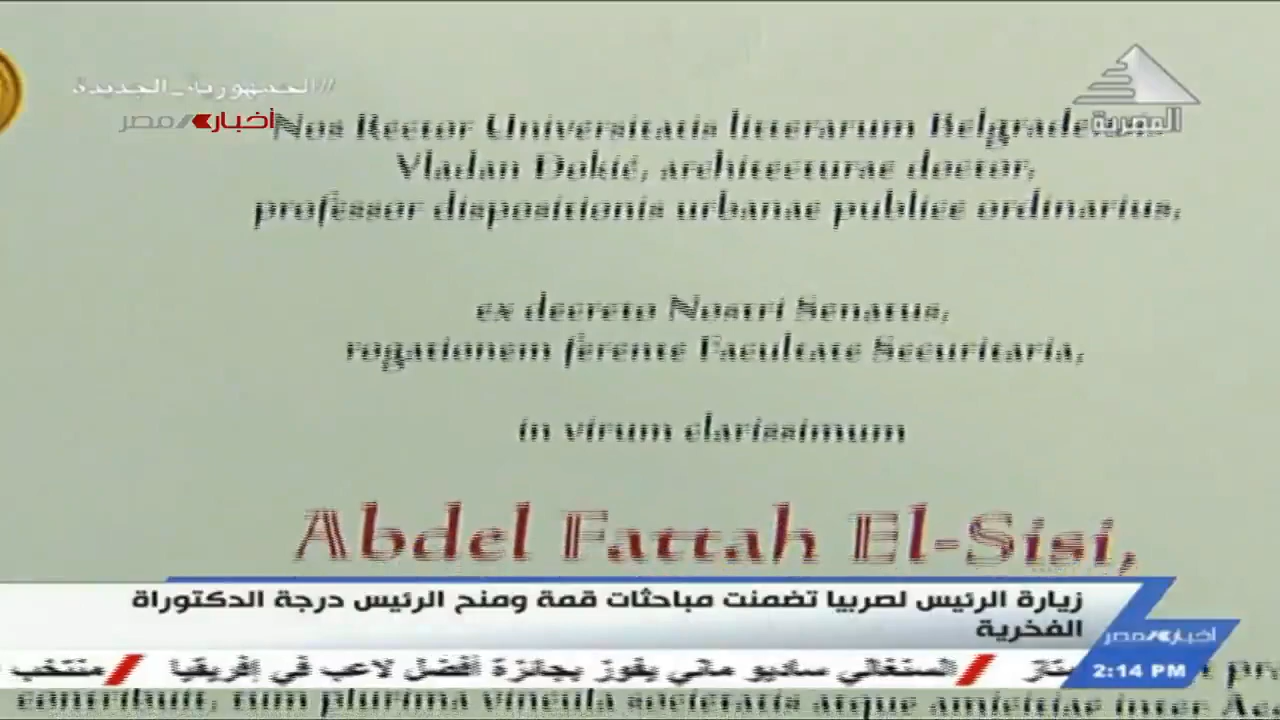 #الجمهورية_الجديدة
أخبار مصر
المصرية
Nos Rector Universitatis litterarum
Vladan Đokić, architecturae doctor,
professor dispositionis urbanae publice ordinarius,
ex decreto Nostri Senatus,
rogationem ferente Facultate Securitaria,
in virum clarissimum
Abdel Fattah El-Sisi,
زيارة الرئيس لصربيا تضمنت مباحثات قمة ومنح الرئيس درجة الدكتوراة
الفخرية
أخبار مصر
السنغالي ساديو ماني يفوز بجائزة أفضل لاعب في إفريقيا // منتخب
2:14 PM
contribuit, cum plurima vincula societatis atque amicitiae inter